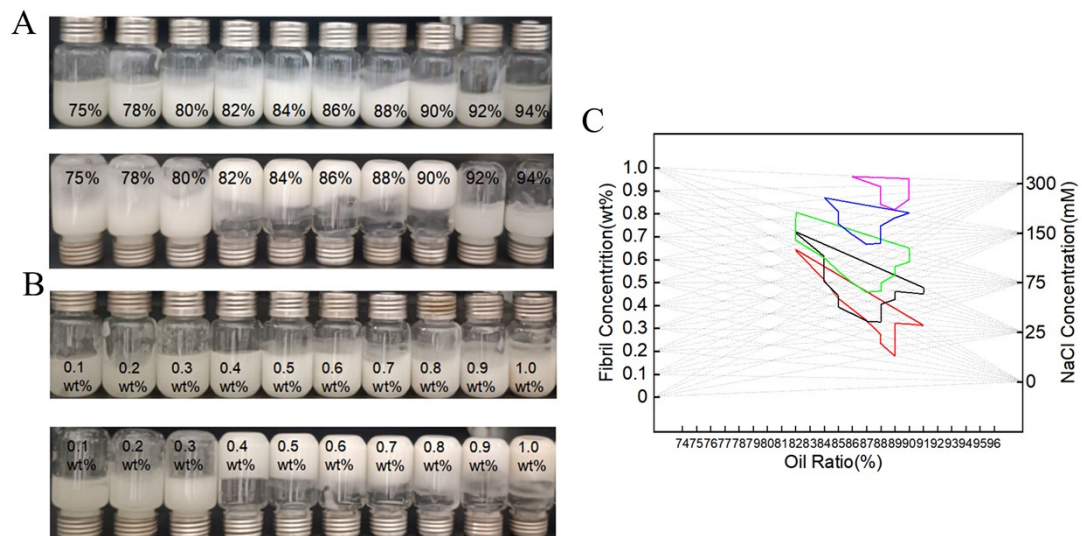 A
75% 78% 80% 82% 84% 86% 88% 90% 92% 94%
75% 78% 80% 82% 84% 86% 88% 90% 92% 94%
B
0.1 0.2 0.3 0.4 0.5 0.6 0.7 0.8 0.9 1.0
wt% wt% wt% wt% wt% wt% wt% wt% wt% wt%
0.1 0.2 0.3 0.4 0.5 0.6 0.7 0.8 0.9 1.0
wt% wt% wt% wt% wt% wt% wt% wt% wt% wt%
C
Fibril Concentrition(wt%)
1.0
0.9
0.8
0.7
0.6
0.5
0.4
0.3
0.2
0.1
0
300
150
75
25
0
NaCl Concentration(mM)
7475767778798081828384858687888990919293949596
Oil Ratio(%)